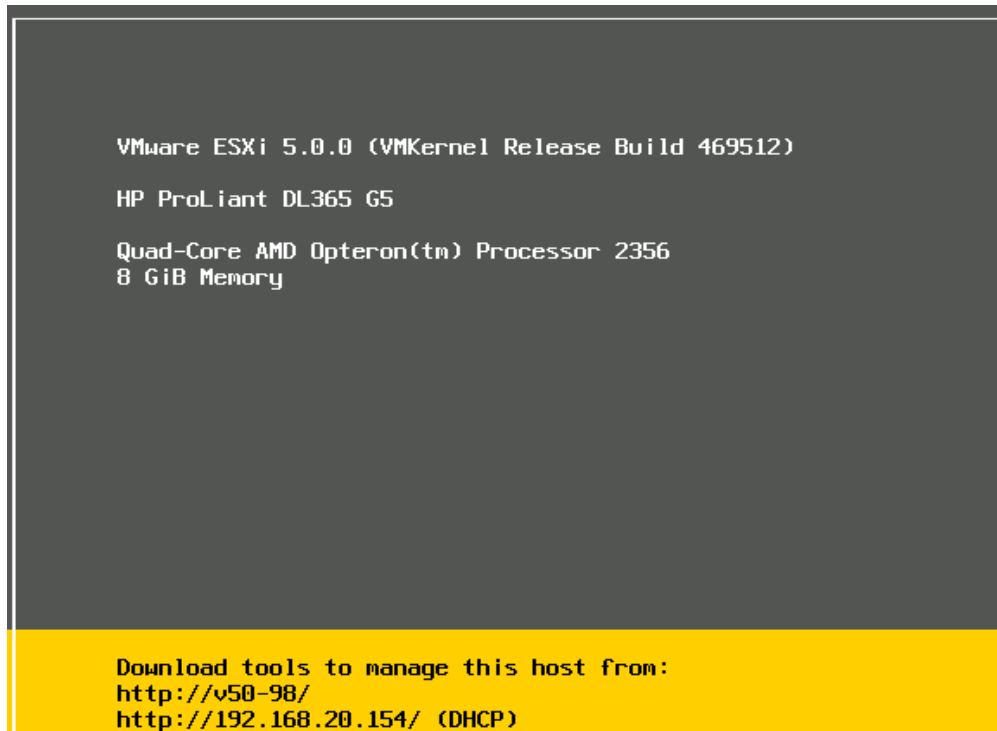 VMware ESXi 5.0.0 (VMKernel Release Build 469512)
HP ProLiant DL365 G5
Quad-Core AMD Opteron(tm) Processor 2356
8 GiB Memory
Download tools to manage this host from:
http://v50-98/
http://192.168.20.154/ (DHCP)